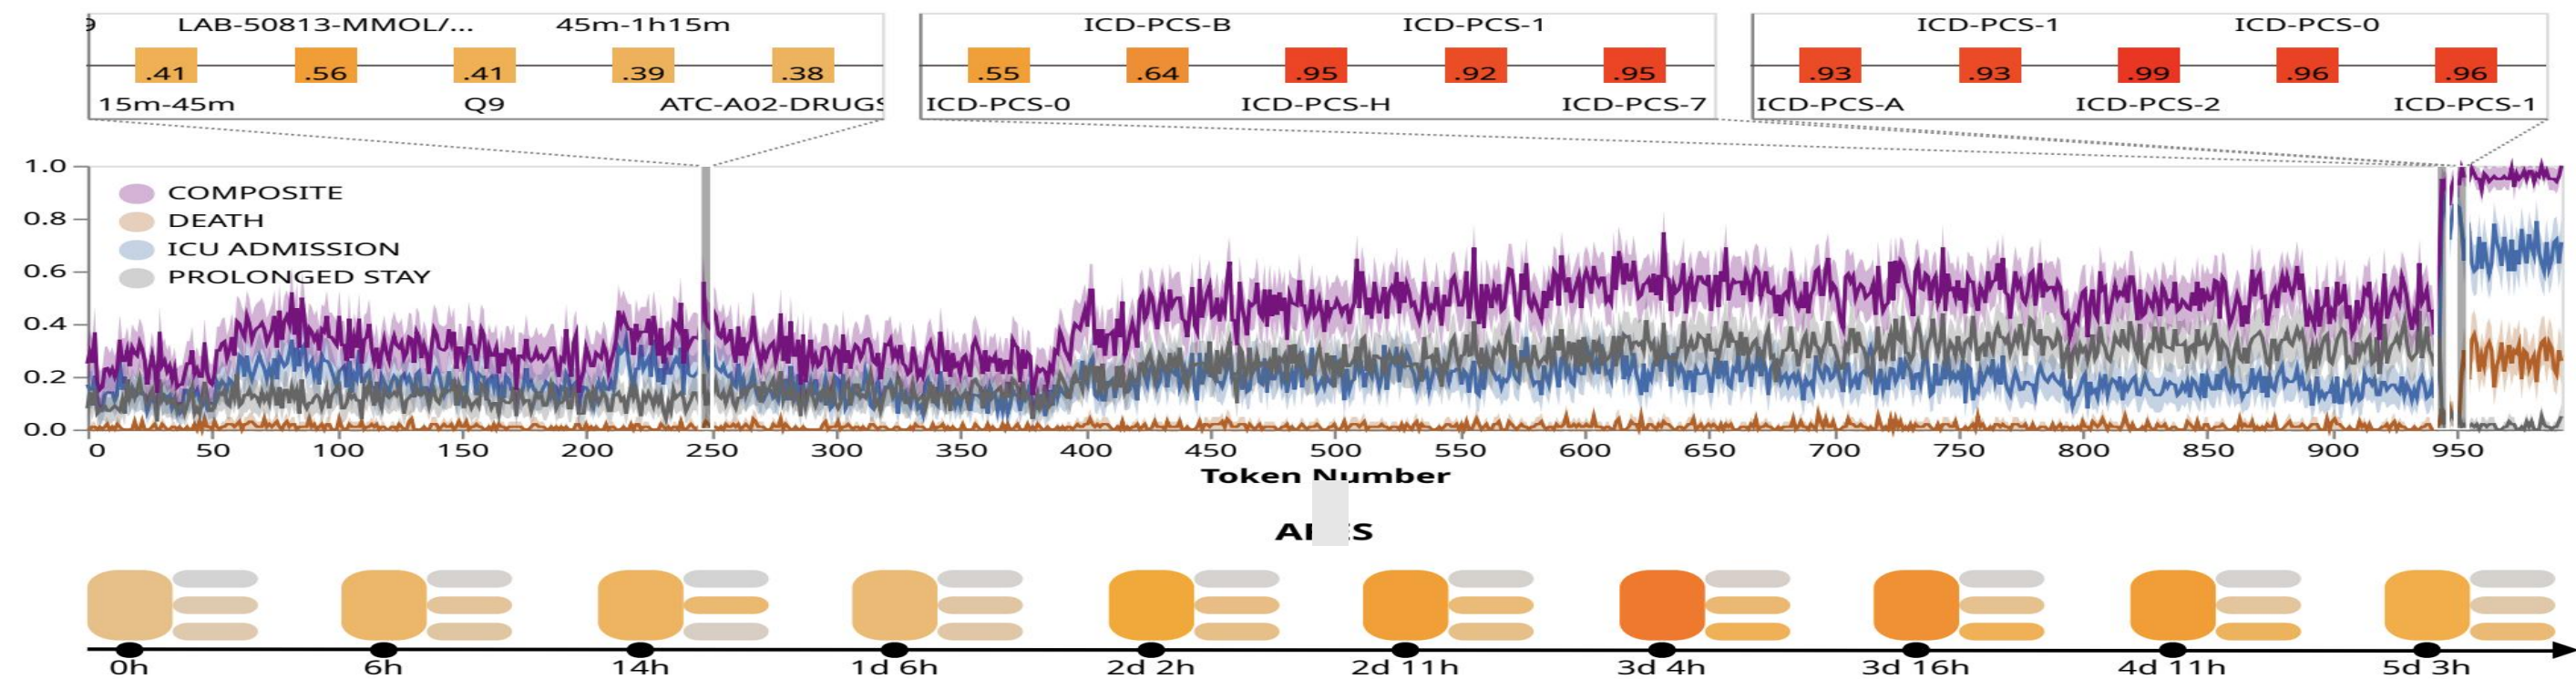 LAB-50813-MMOL/... 45m-1h15m
.41 .56 .41 .39 .38
15m-45m Q9 ATC-A02-DRUGS
ICD-PCS-B ICD-PCS-1
.55 .64 .95 .92 .95
ICD-PCS-0 ICD-PCS-H ICD-PCS-7
ICD-PCS-1 ICD-PCS-0
.93 .93 .99 .96 .96
ICD-PCS-A ICD-PCS-2 ICD-PCS-1
1.0
0.8
0.6
0.4
0.2
0.0
COMPOSITE
DEATH
ICU ADMISSION
PROLONGED STAY
0 50 100 150 200 250 300 350 400 450 500 550 600 650 700 750 800 850 900 950
Token Number
0h 6h 14h 1d 6h 2d 2h 2d 11h 3d 4h 3d 16h 4d 11h 5d 3h